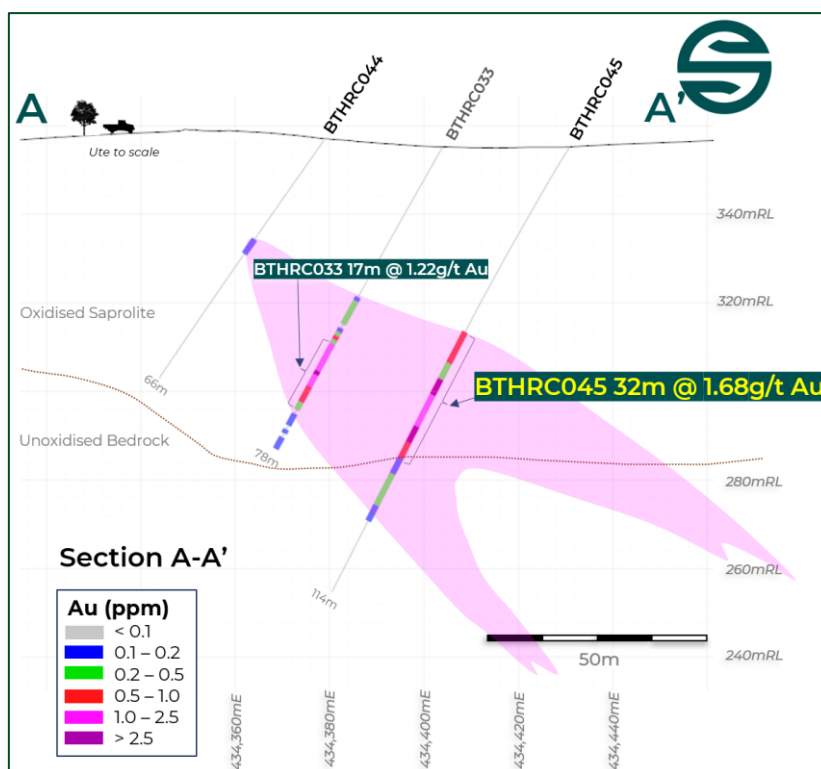 A
BTHRC044
BTHRC033
BTHRC045
A'
Ute to scale
340mRL
BTHRC033 17m @ 1.22g/t Au
320mRL
Oxidised Saprolite
66m
BTHRC045 32m @ 1.68g/t Au
Unoxidised Bedrock
78m
280mRL
Section A-A'
260mRL
114m
Au (ppm)
< 0.1
0.1 – 0.2
0.2 – 0.5
0.5 – 1.0
1.0 – 2.5
> 2.5
50m
240mRL
434,360mE
434,380mE
434,400mE
434,420mE
434,440mE